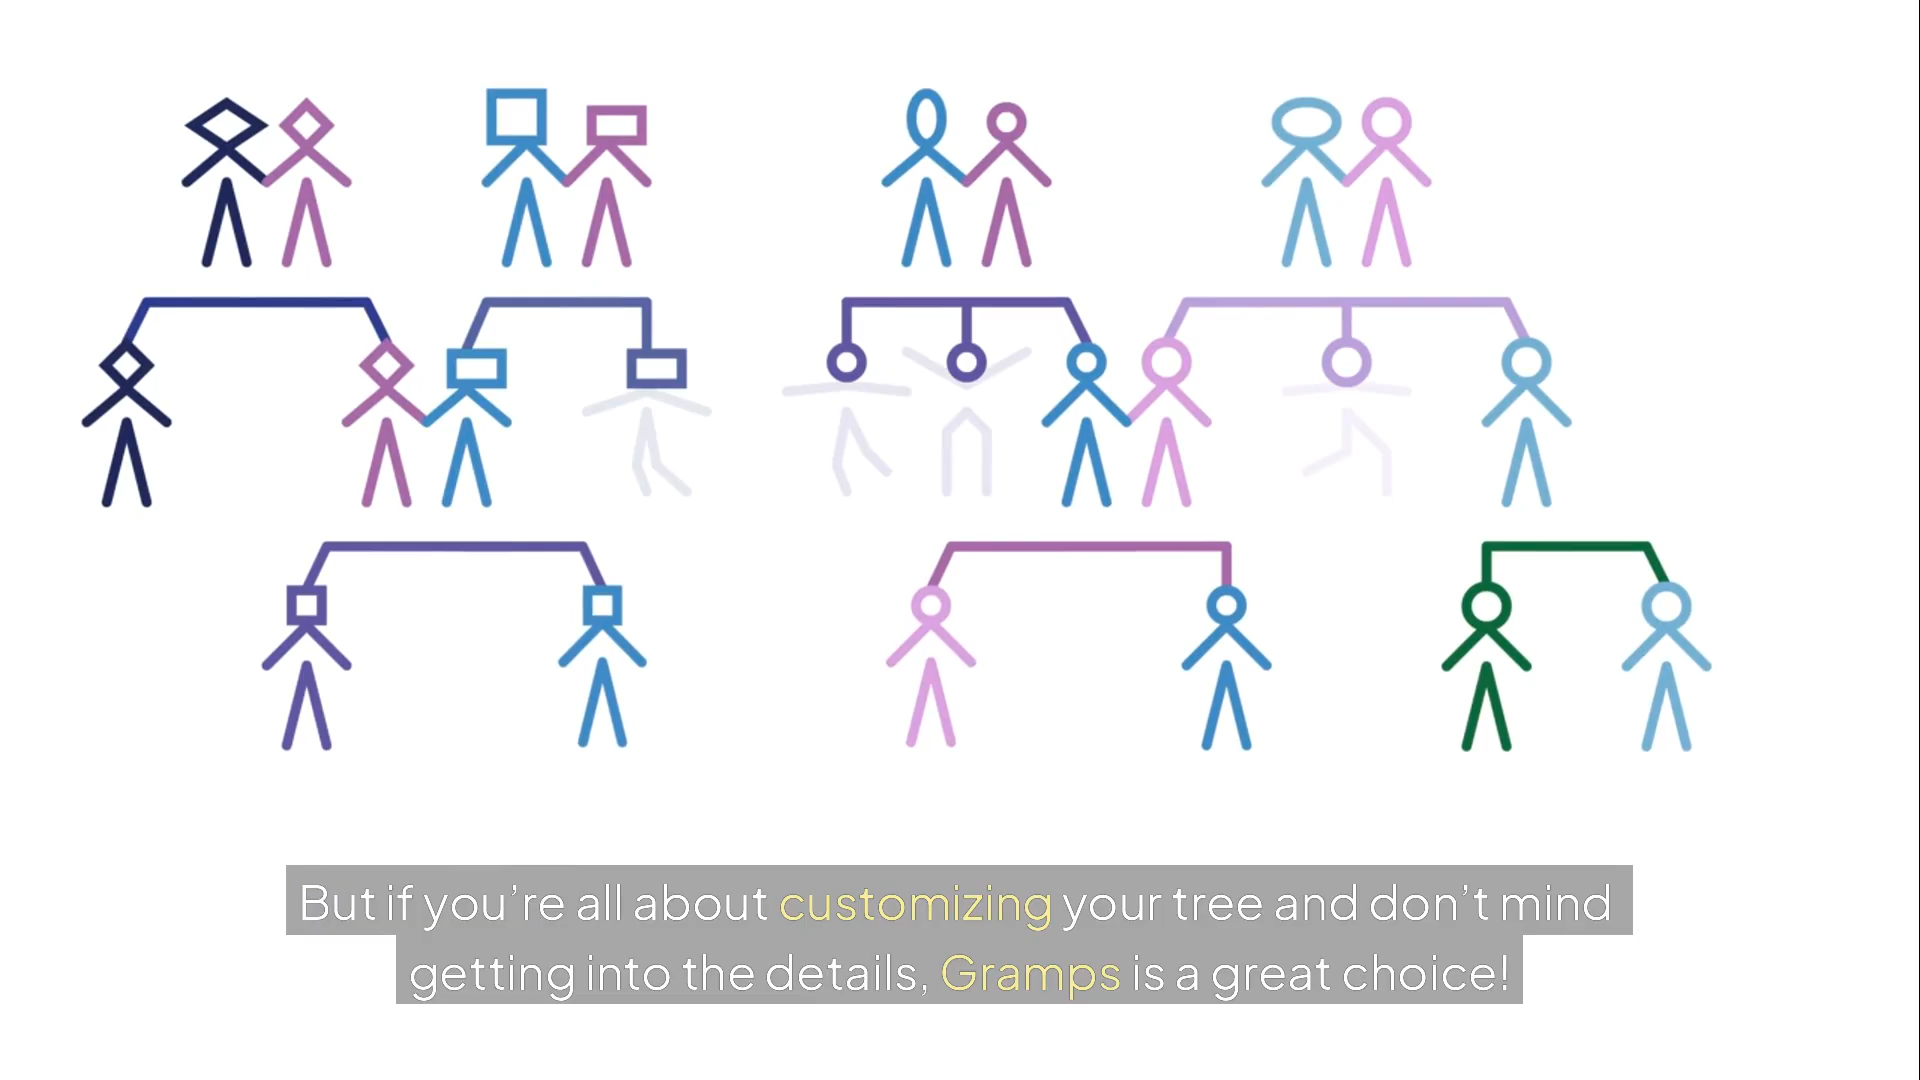 But if you’re all about customizing your tree and don’t mind
getting into the details, Gramps is a great choice!